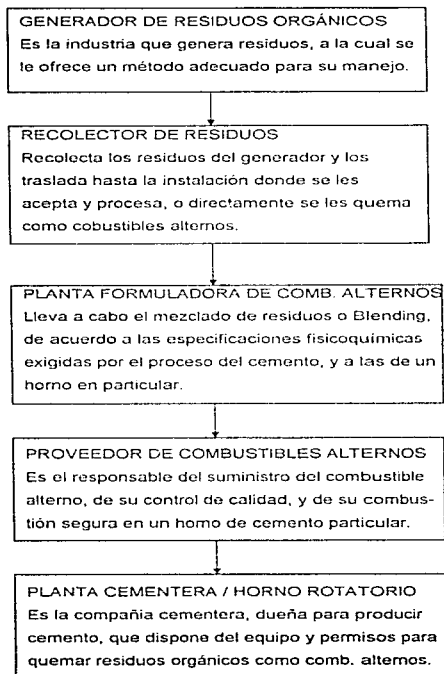 GENERADOR DE RESIDUOS ORGÁNICOS
Es la industria que genera residuos, a la cual se
le ofrece un método adecuado para su manejo.
RECOLECTOR DE RESIDUOS
Recolecta los residuos del generador y los
traslada hasta la instalación donde se les
acepta y procesa, o directamente se les quema
como cobustibles alternos.
PLANTA FORMULADORA DE COMB. ALTERNOS
Lleva a cabo el mezclado de residuos o Blending,
de acuerdo a las especificaciones fisicoquímicas
exigidas por el proceso del cemento, y a las de un
horno en particular.
PROVEEDOR DE COMBUSTIBLES ALTERNOS
Es el responsable del suministro del combustible
alterno, de su control de calidad, y de su combus-
tión segura en un horno de cemento particular.
PLANTA CEMENTERA / HORNO ROTATORIO
Es la compañia cementera, dueña para producir
cemento, que dispone del equipo y permisos para
quemar residuos orgánicos como comb. alternos.